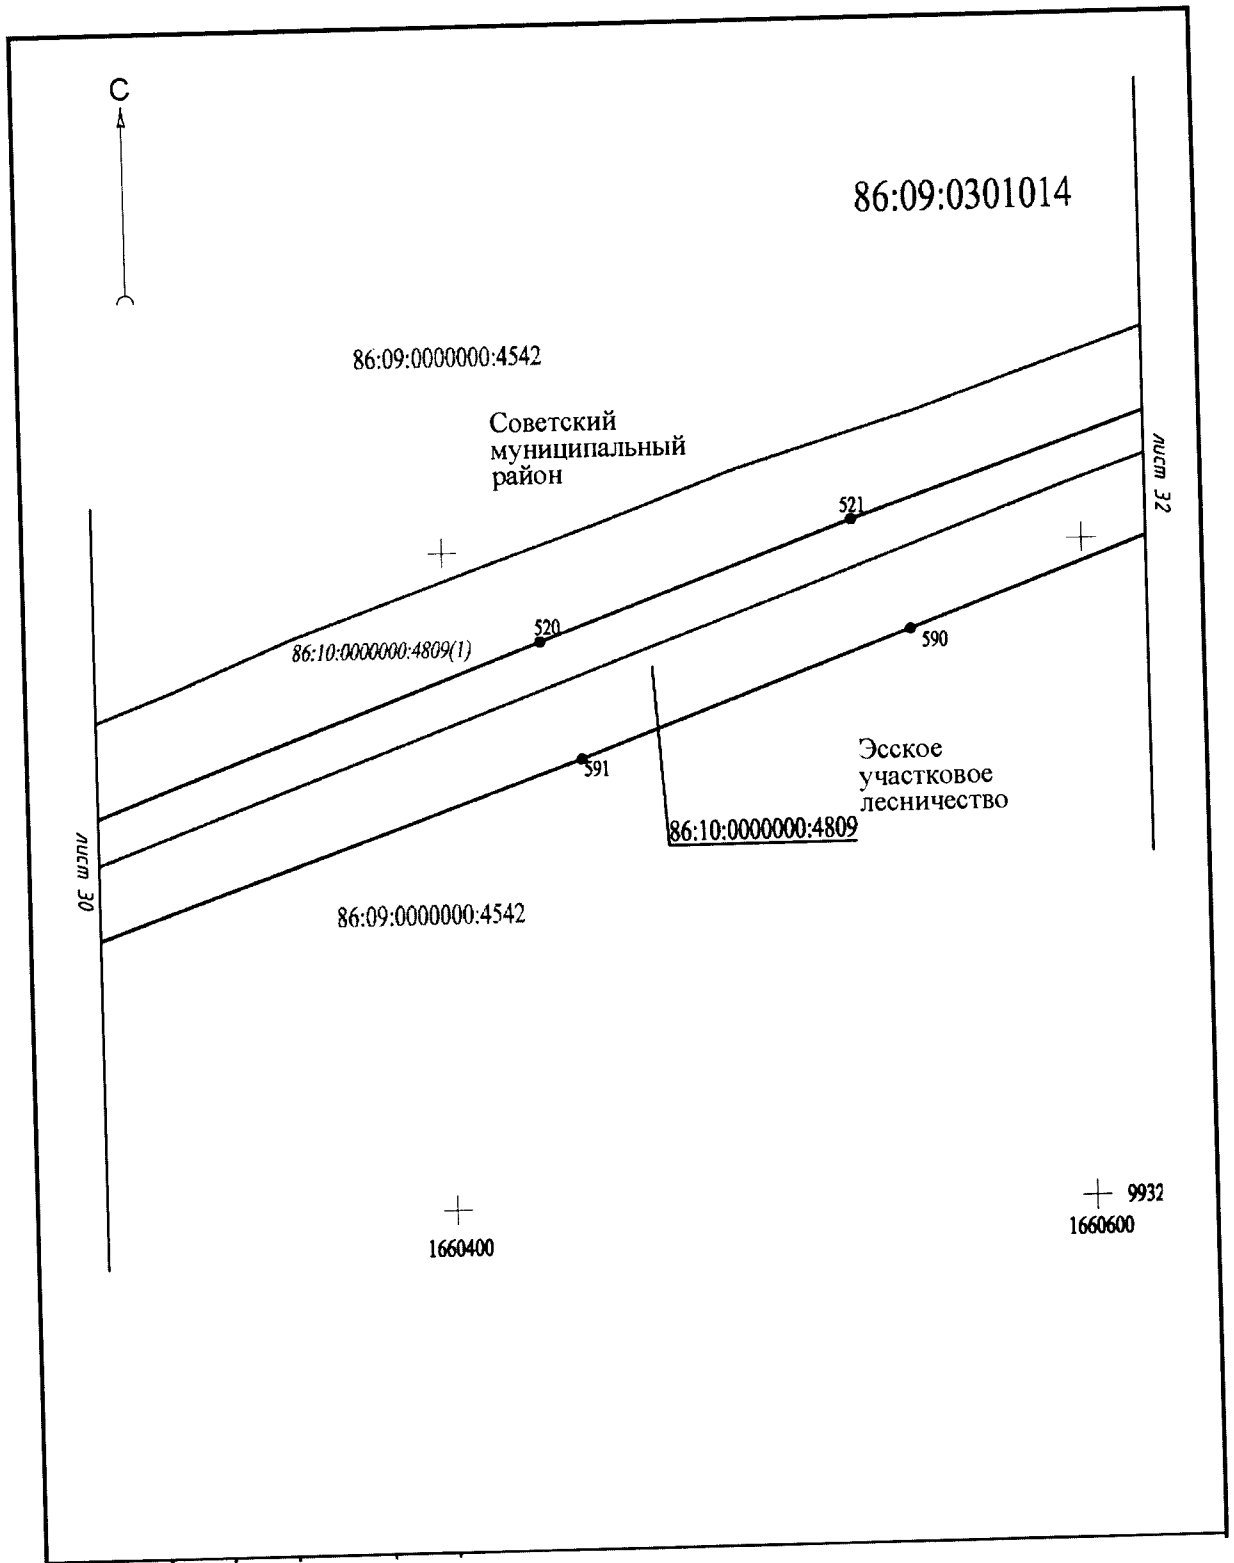 С
86:09:0301014
86:09:0000000:4542
Советский
муниципальный
район
лист 32
521
520
86:10:0000000:4809(1)
590
591
Эсское
участковое
лесничество
86:10:0000000:4809
лист 30
86:09:0000000:4542
9932
1660600
1660400